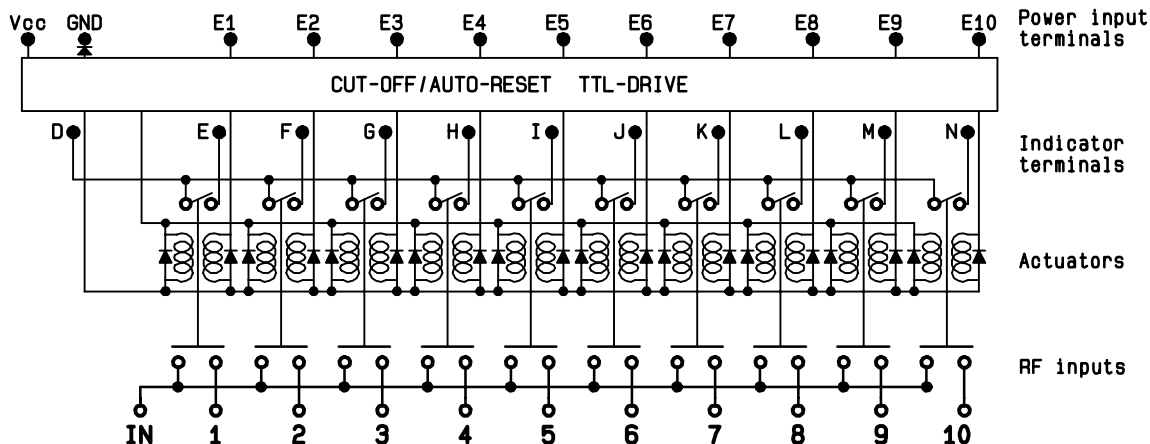 Vcc GND E1 E2 E3 E4 E5 E6 E7 E8 E9 E10 Power input
terminals
CUT-OFF/AUTO-RESET TTL-DRIVE
D E F G H I J K L M N Indicator
terminals
Actuators
RF inputs
IN 1 2 3 4 5 6 7 8 9 10